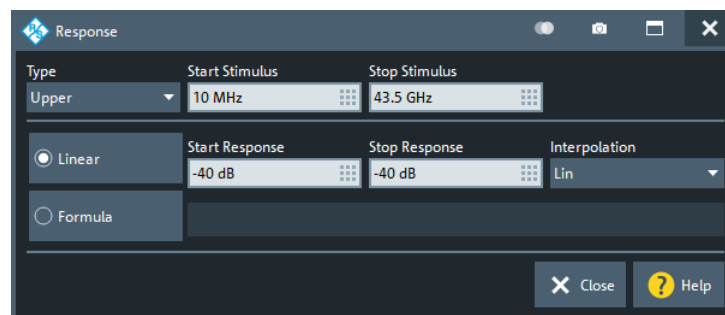 Response
Type
Start Stimulus
Stop Stimulus
Upper
10 MHz
43.5 GHz
Linear
Start Response
Stop Response
Interpolation
-40 dB
-40 dB
Lin
Formula
Close
? Help